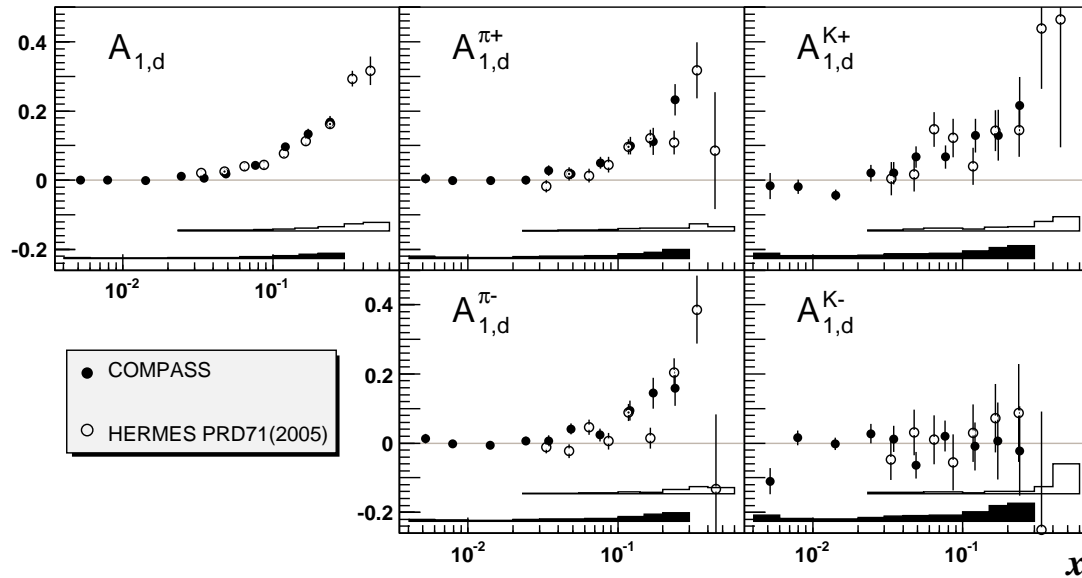 A1,d
Aπ+1,d
AK+1,d
0.4
0.2
0
-0.2
10-2 10-1
Aπ-1,d
AK-1,d
0.4
0.2
0
-0.2
COMPASS
HERMES PRD71(2005)
10-2 10-1
10-2 10-1
x